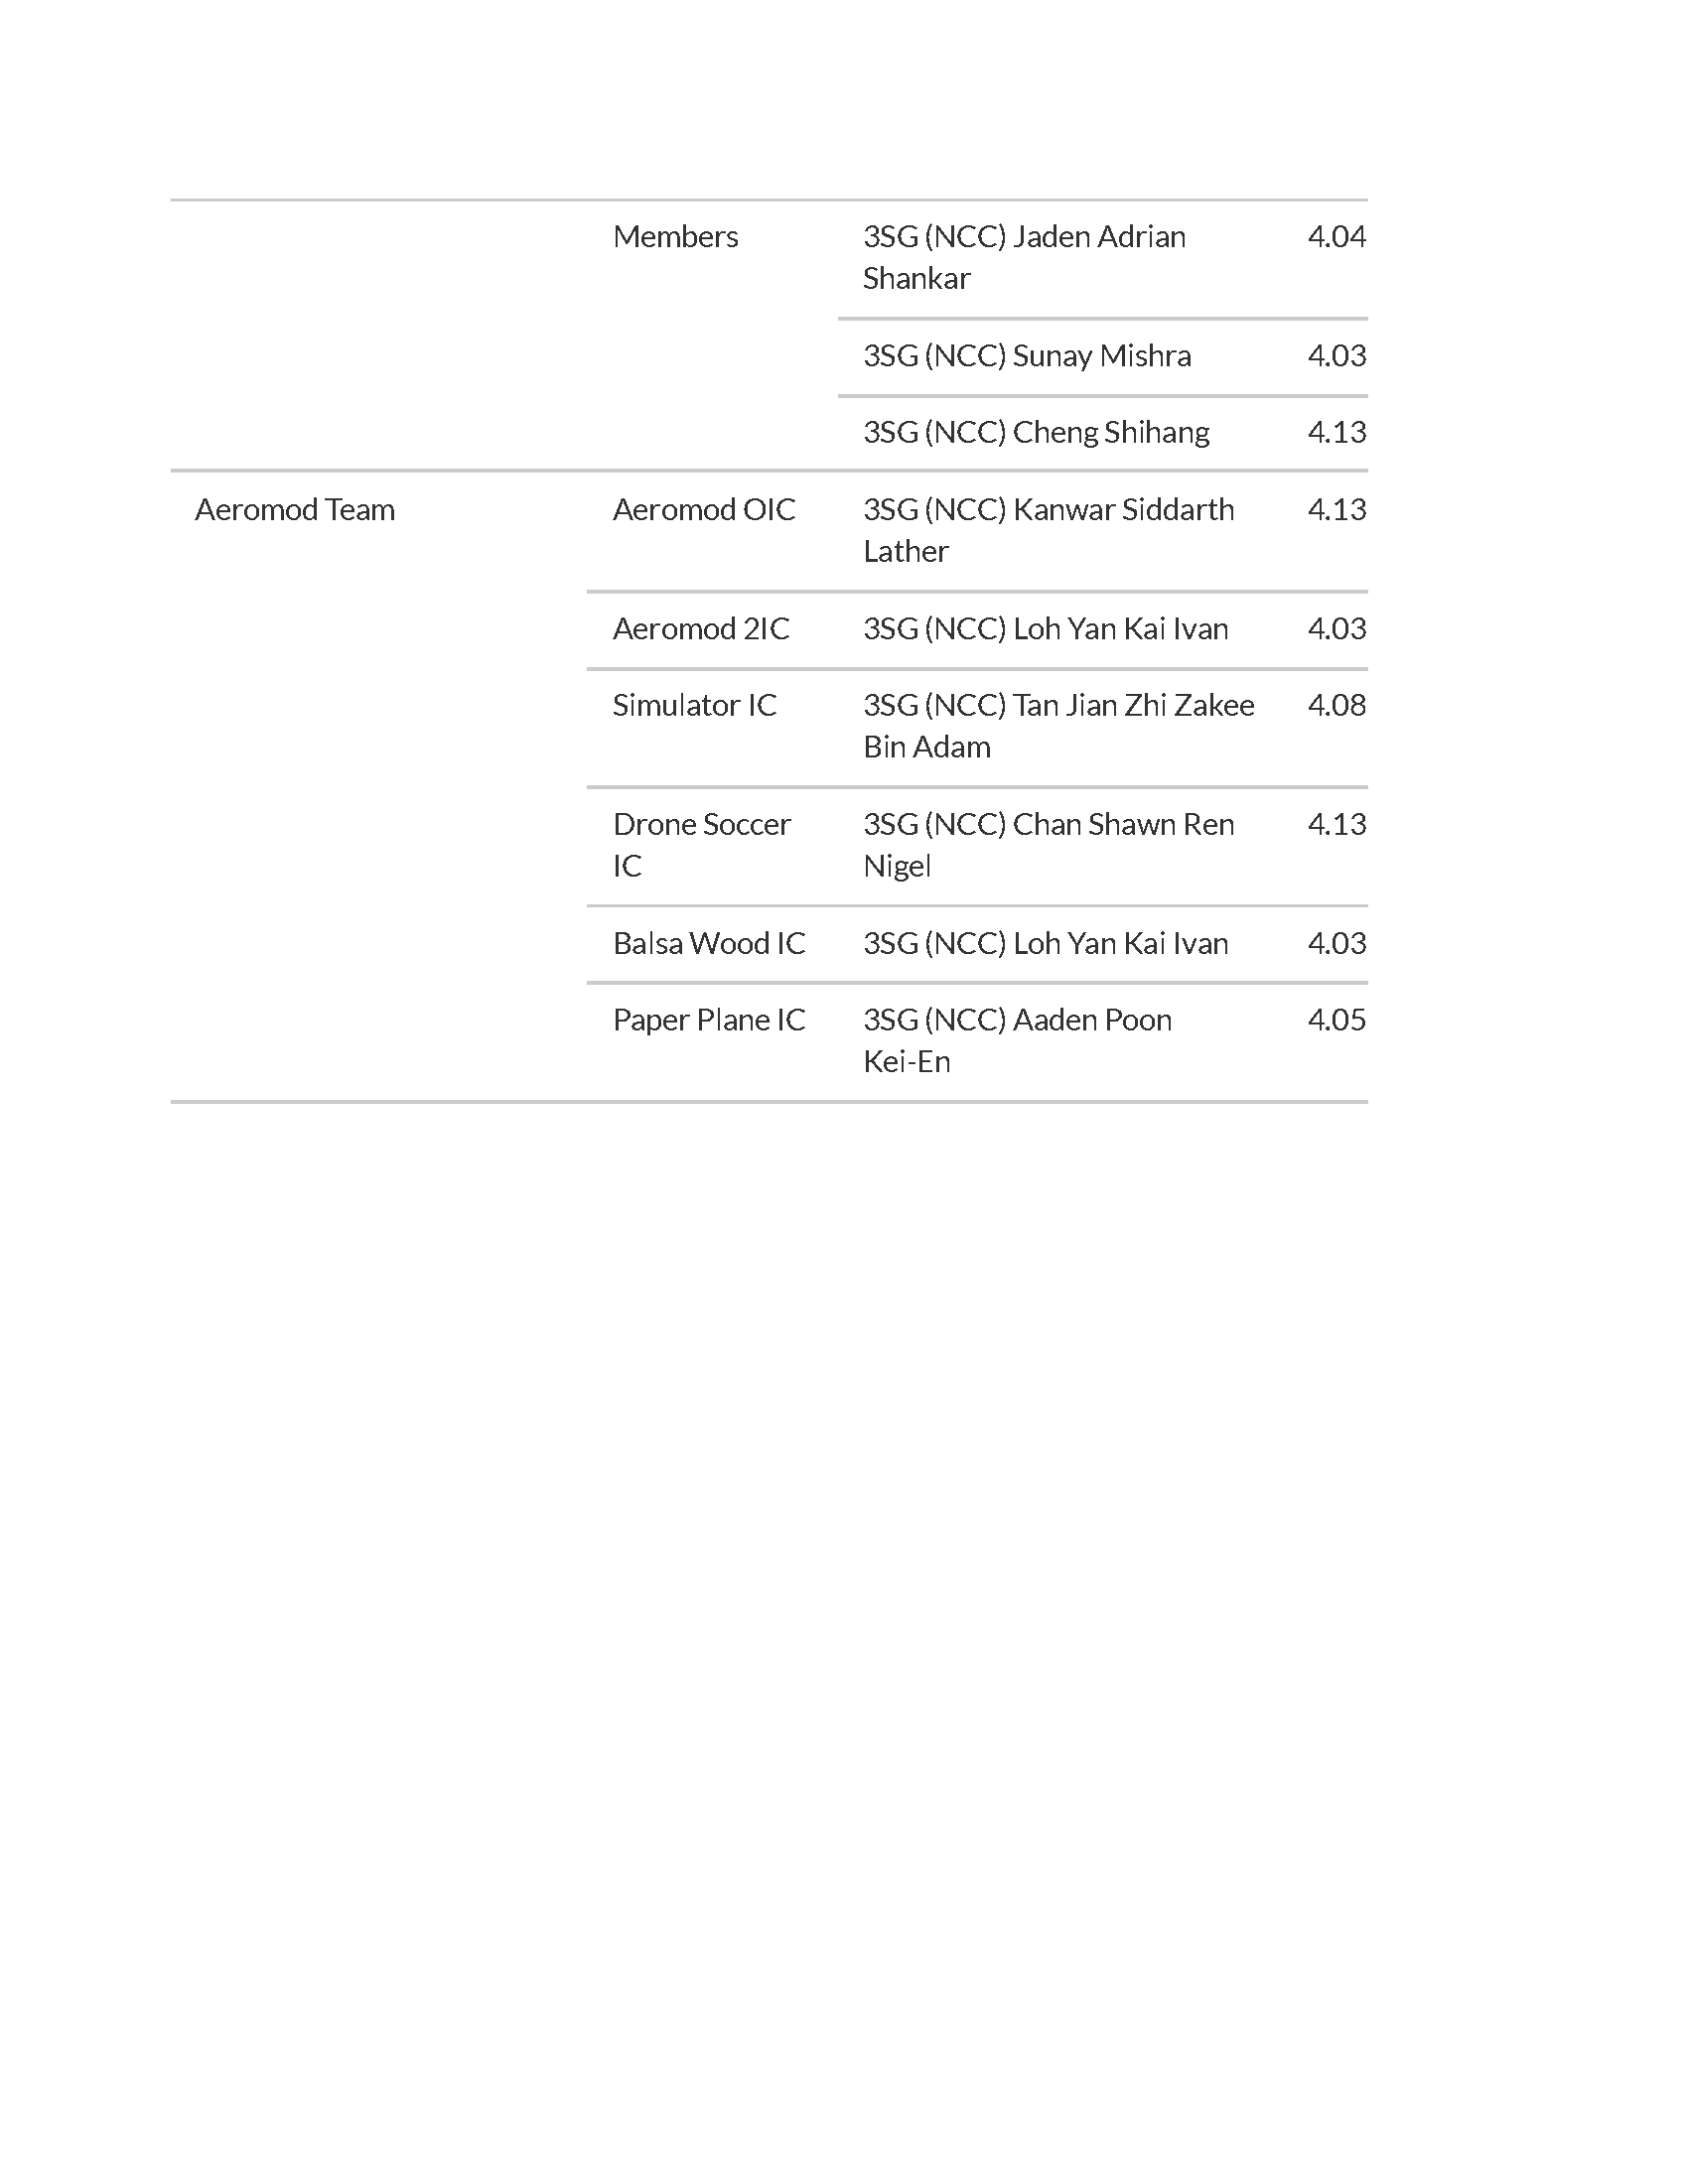 Members 3SG (NCC) Jaden Adrian 4.04
Shankar
3SG (NCC) Sunay Mishra 4.03
3SG (NCC) Cheng Shihang 4.13
Aeromod Team Aeromod OIC 3SG (NCC) Kanwar Siddarth 4.13
Lather
Aeromod 2IC 3SG (NCC) Loh Yan Kai Ivan 4.03
Simulator IC 3SG (NCC) Tan Jian Zhi Zakee 4.08
Bin Adam
Drone Soccer 3SG (NCC) Chan Shawn Ren 4.13
IC Nigel
Balsa Wood IC 3SG (NCC) Loh Yan Kai Ivan 4.03
Paper Plane IC 3SG (NCC) Aaden Poon 4.05
Kei-En